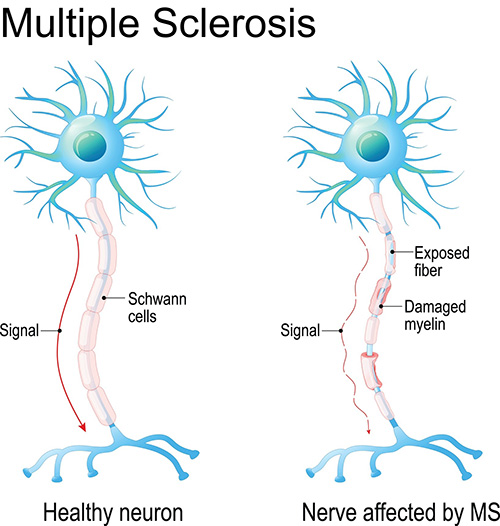 Multiple Sclerosis
Signal
Schwann
cells
Healthy neuron
Exposed
fiber
Damaged
myelin
Signal
Nerve affected by MS